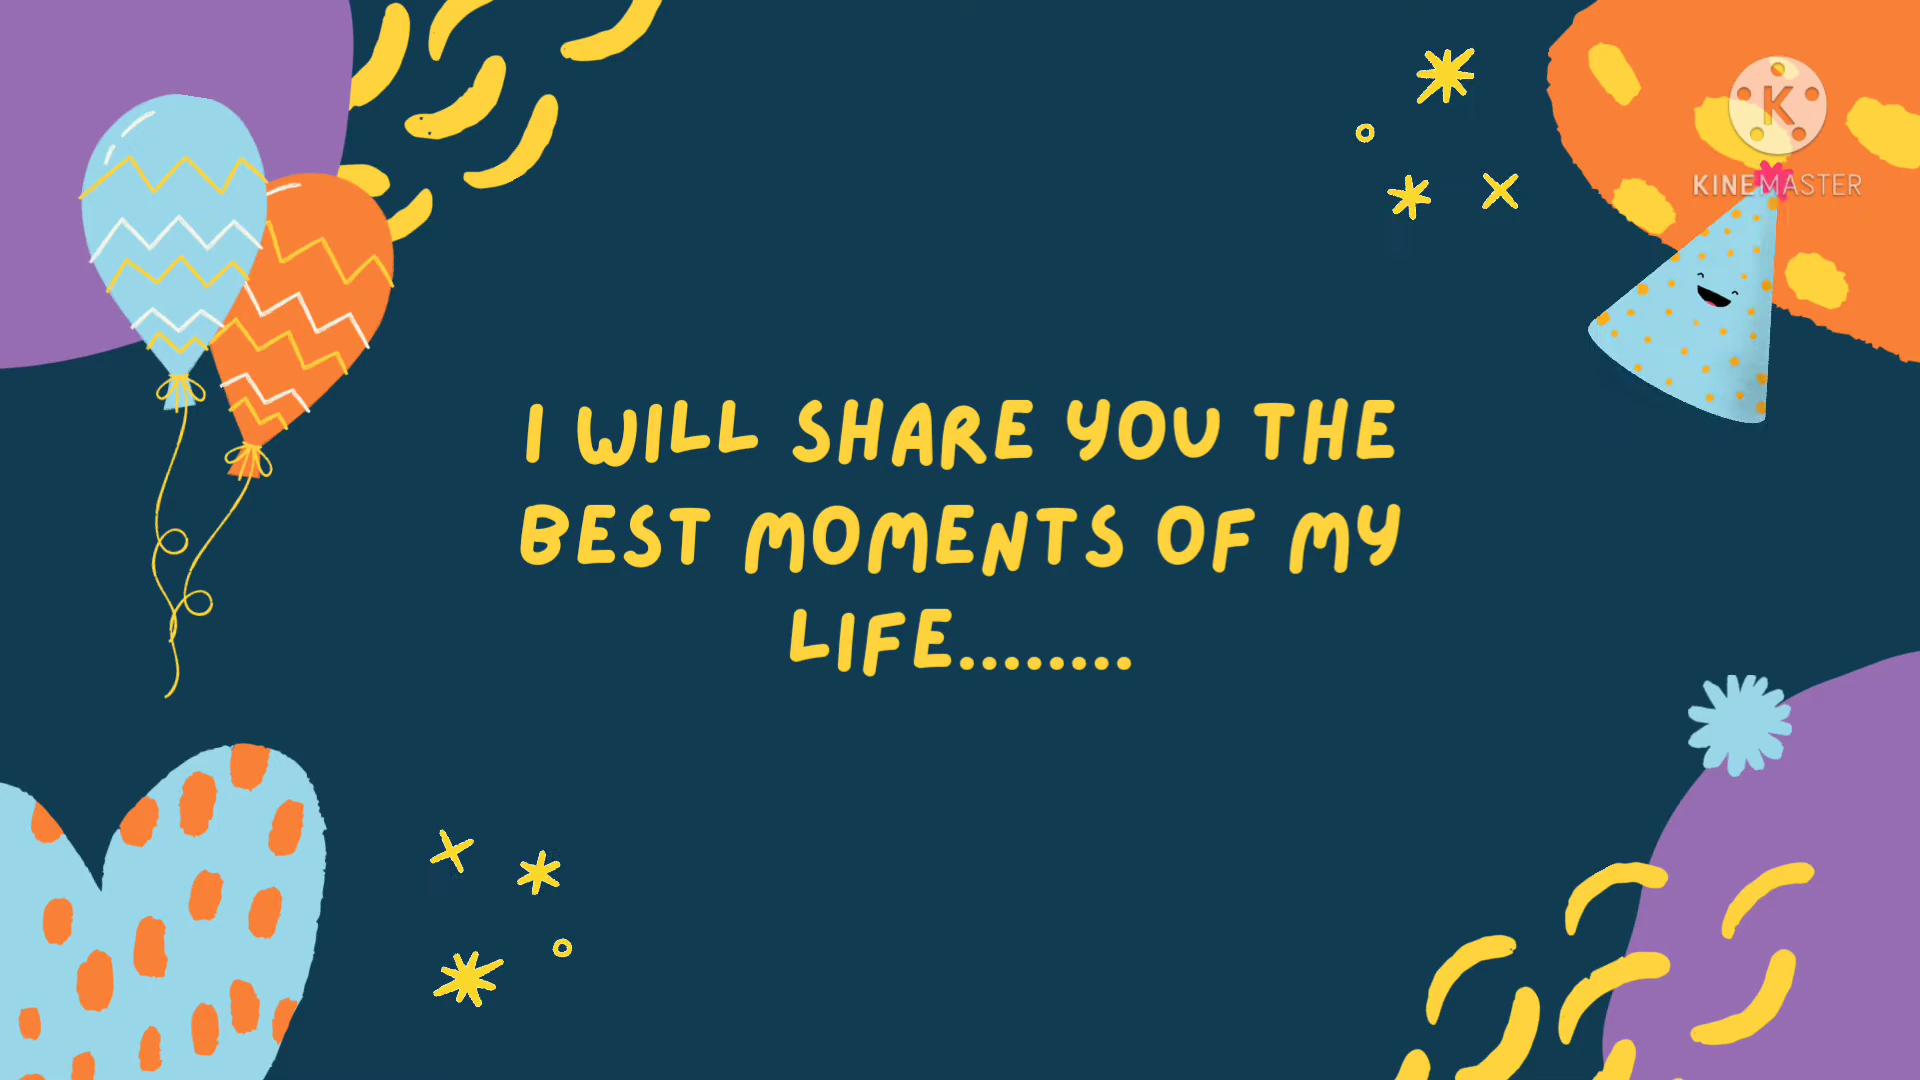 K
KINEMASTER
I WILL SHARE YOU THE
BEST MOMENTS OF MY
LIFE........